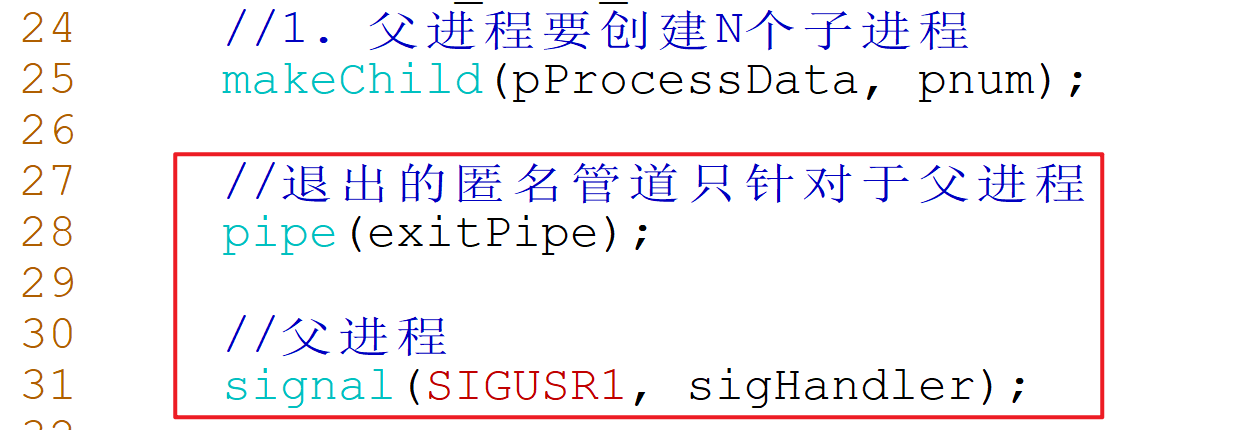 24 //1. 父进程要创建N个子进程
25 makeChild(pProcessData, pnum);
26
27 //退出的匿名管道只针对于父进程
28 pipe(exitPipe);
29
30 //父进程
31 signal(SIGUSR1, sigHandler);